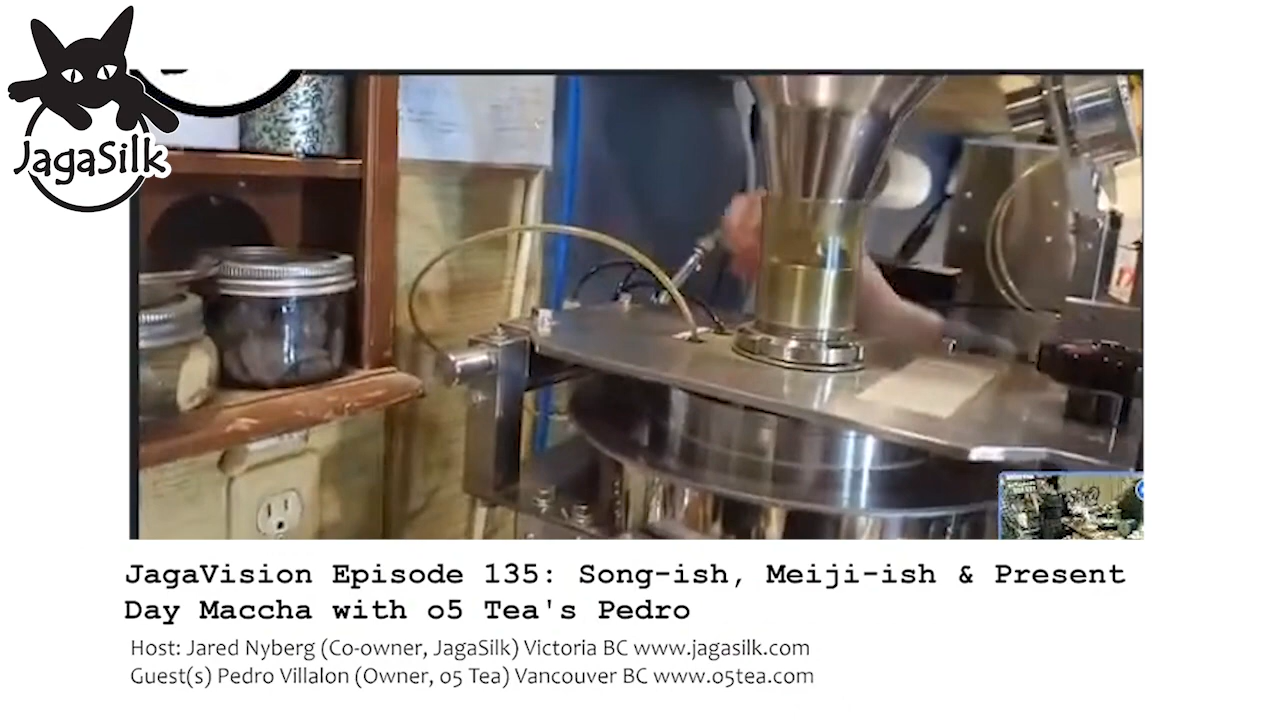 JagaSilk
JagaVision Episode 135: Song-ish, Meiji-ish & Present
Day Maccha with o5 Tea's Pedro
Host: Jared Nyberg (Co-owner, JagaSilk) Victoria BC www.jagasilk.com
Guest(s) Pedro Villalon (Owner, o5 Tea) Vancouver BC www.o5tea.com